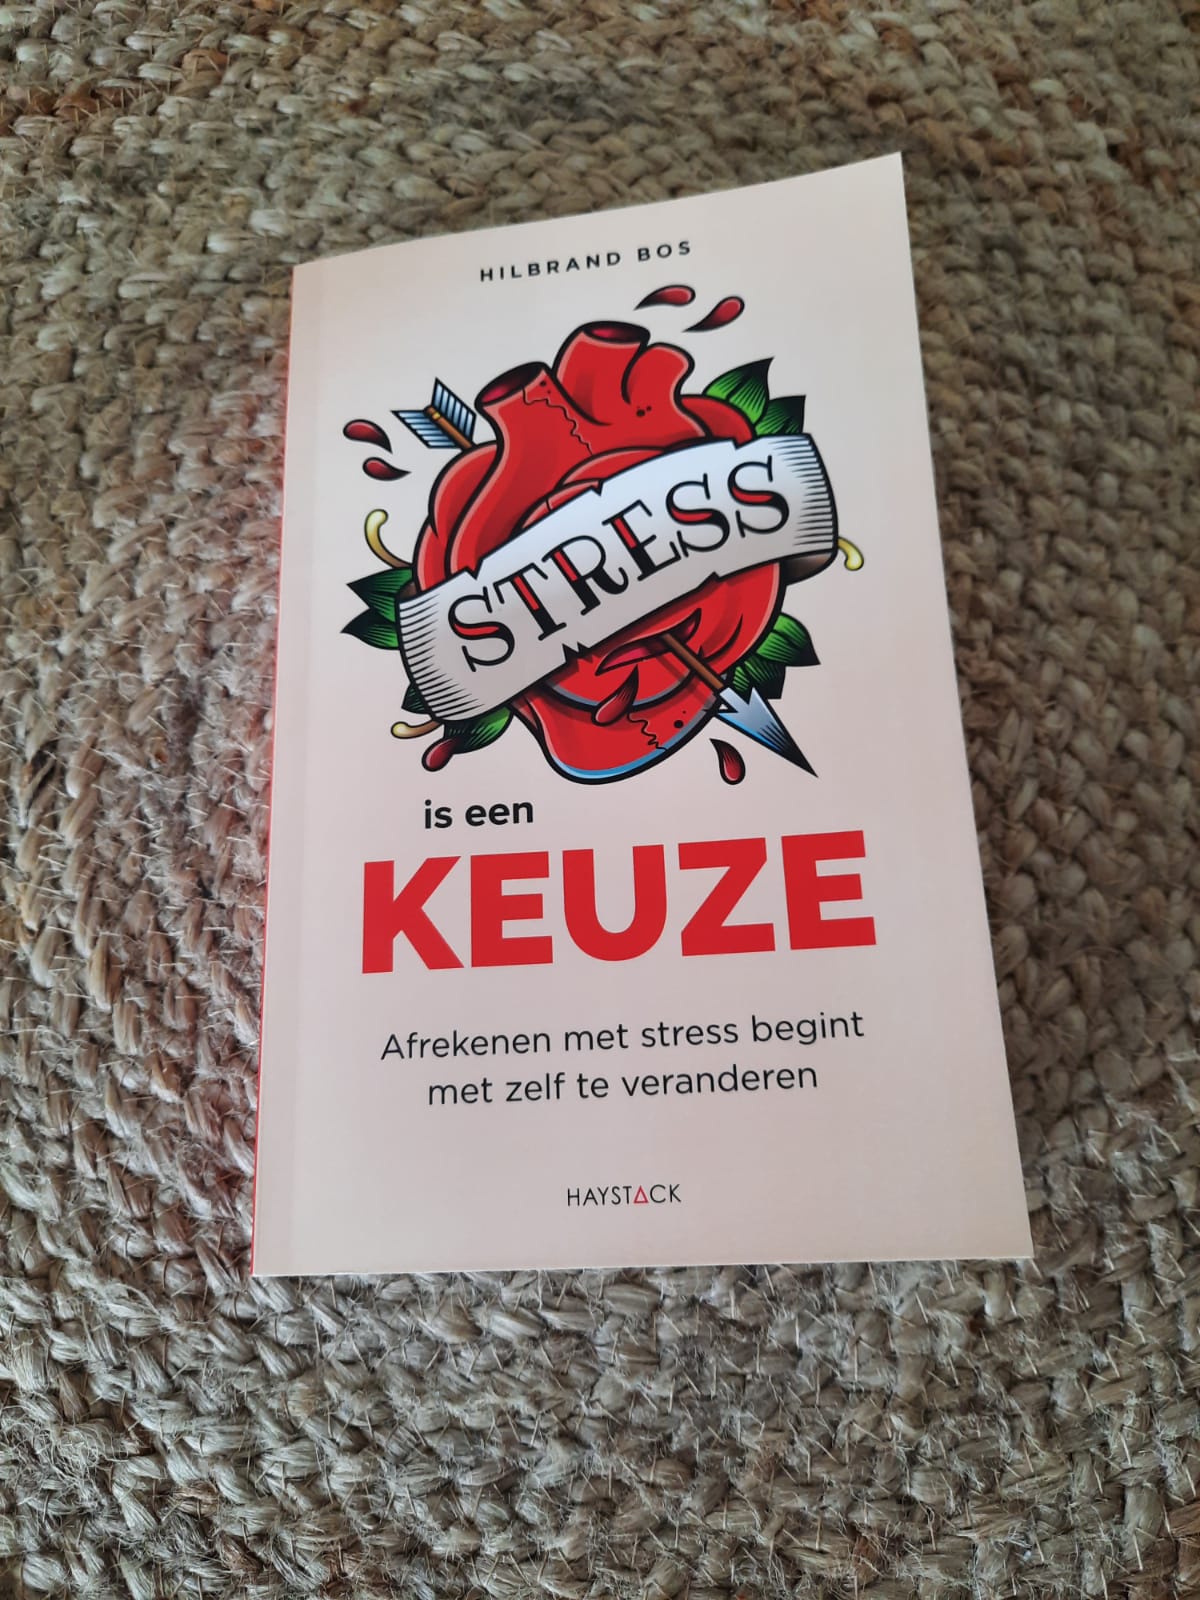 HILBRAND BOS
STRESS
is een
KEUZE
Afrekenen met stress begint
met zelf te veranderen
HAYSTACK